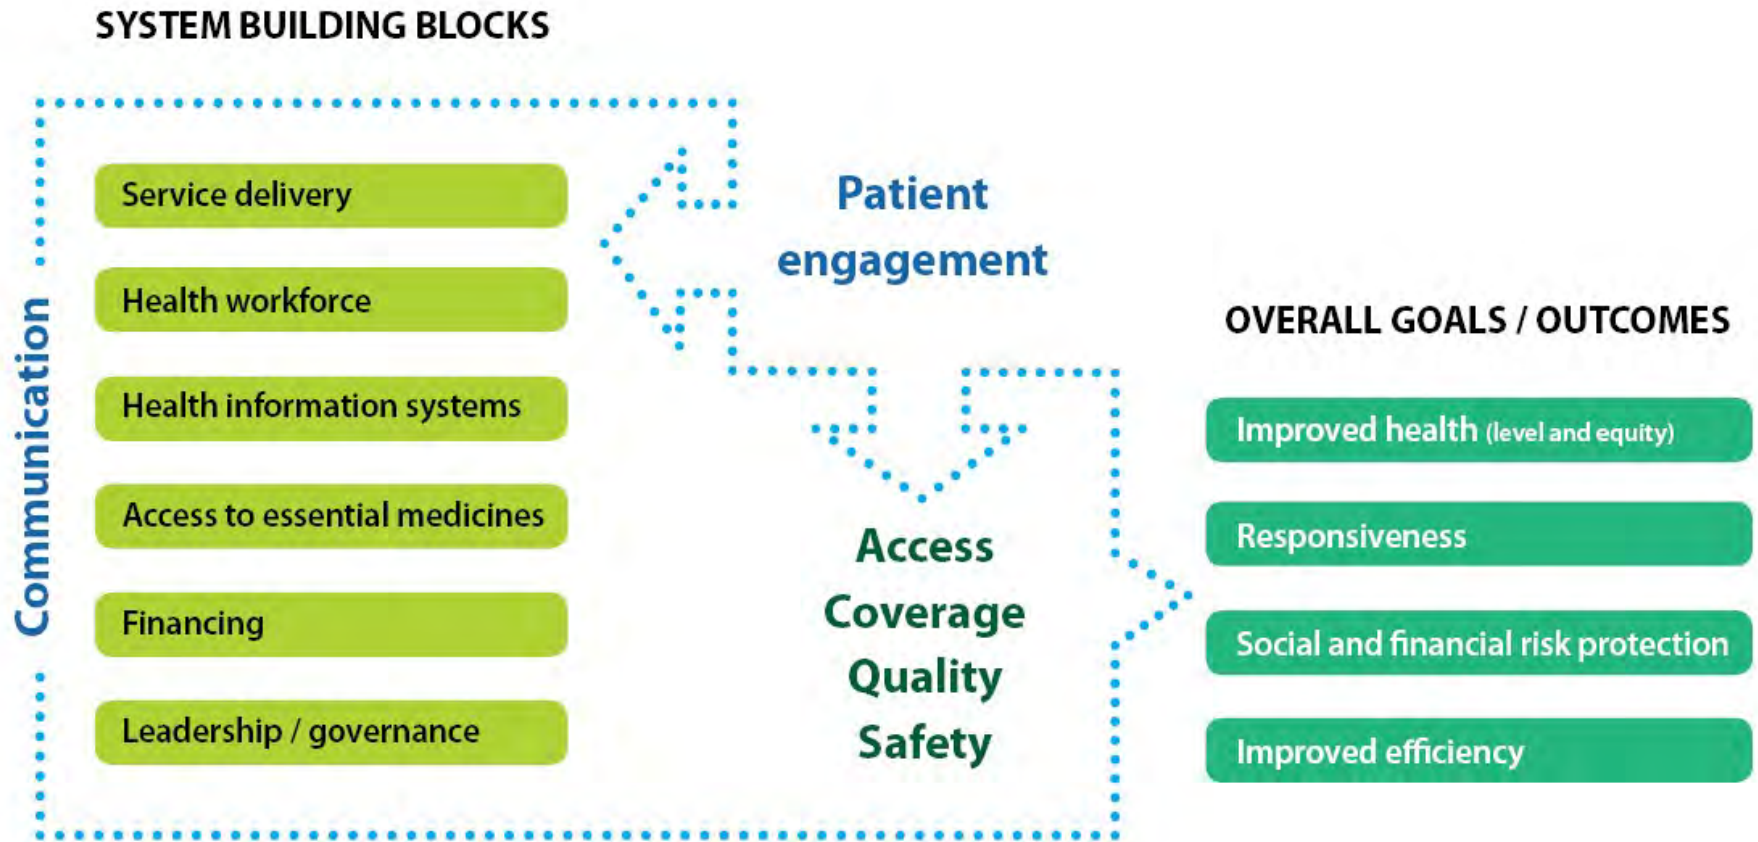 SYSTEM BUILDING BLOCKS
Communication
Service delivery
Health workforce
Health information systems
Access to essential medicines
Financing
Leadership / governance
Patient
engagement
Access
Coverage
Quality
Safety
OVERALL GOALS / OUTCOMES
Improved health (level and equity)
Responsiveness
Social and financial risk protection
Improved efficiency